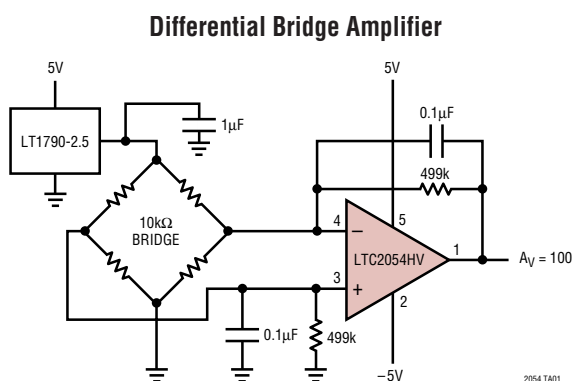 Differential Bridge Amplifier
5V
5V
0.1µF
1µF
LT1790-2.5
499k
10kΩ
BRIDGE
4
–
5
LTC2054HV
1
A_V = 100
3
+
2
0.1µF
499k
–5V
2054 TA01